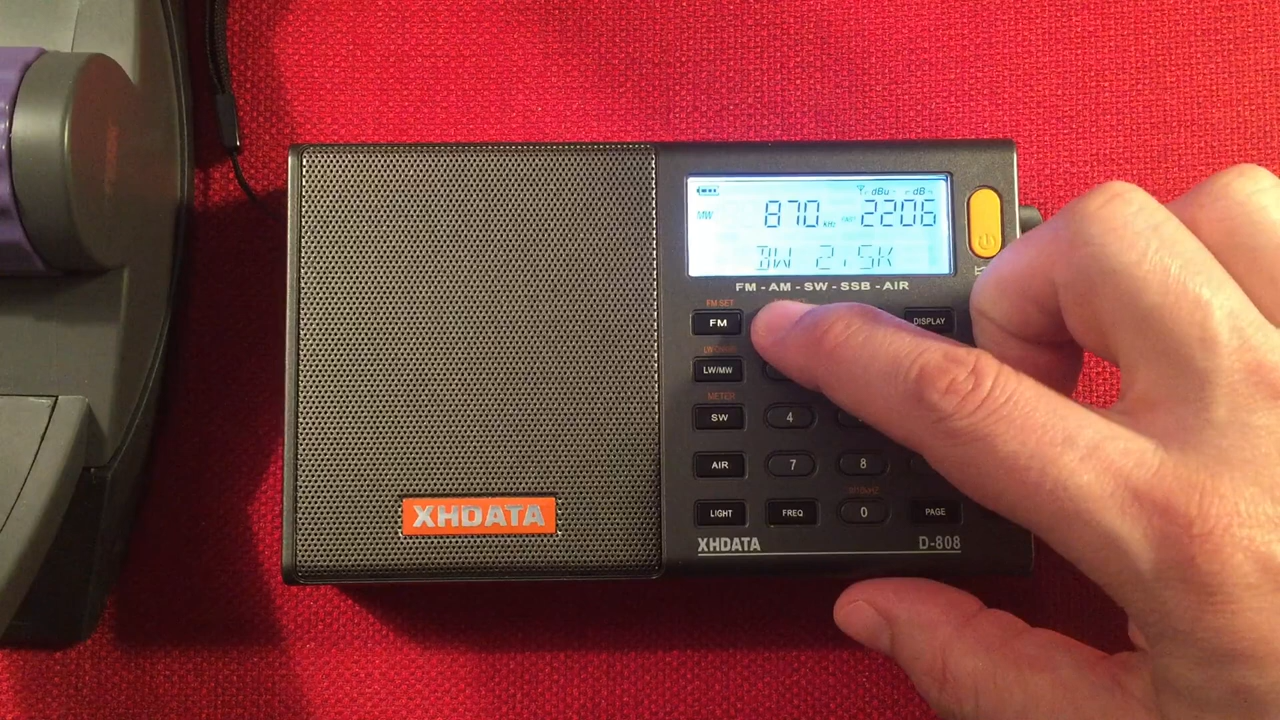 dBu dB
MW 870 kHz 2206
BW 2.5K
FM - AM - SW - SSB - AIR
FM SET
FM DISPLAY
LW/MW
METER
SW 4
AIR 7 8
LIGHT FREQ 0 PAGE
XHDATA
XHDATA D-808